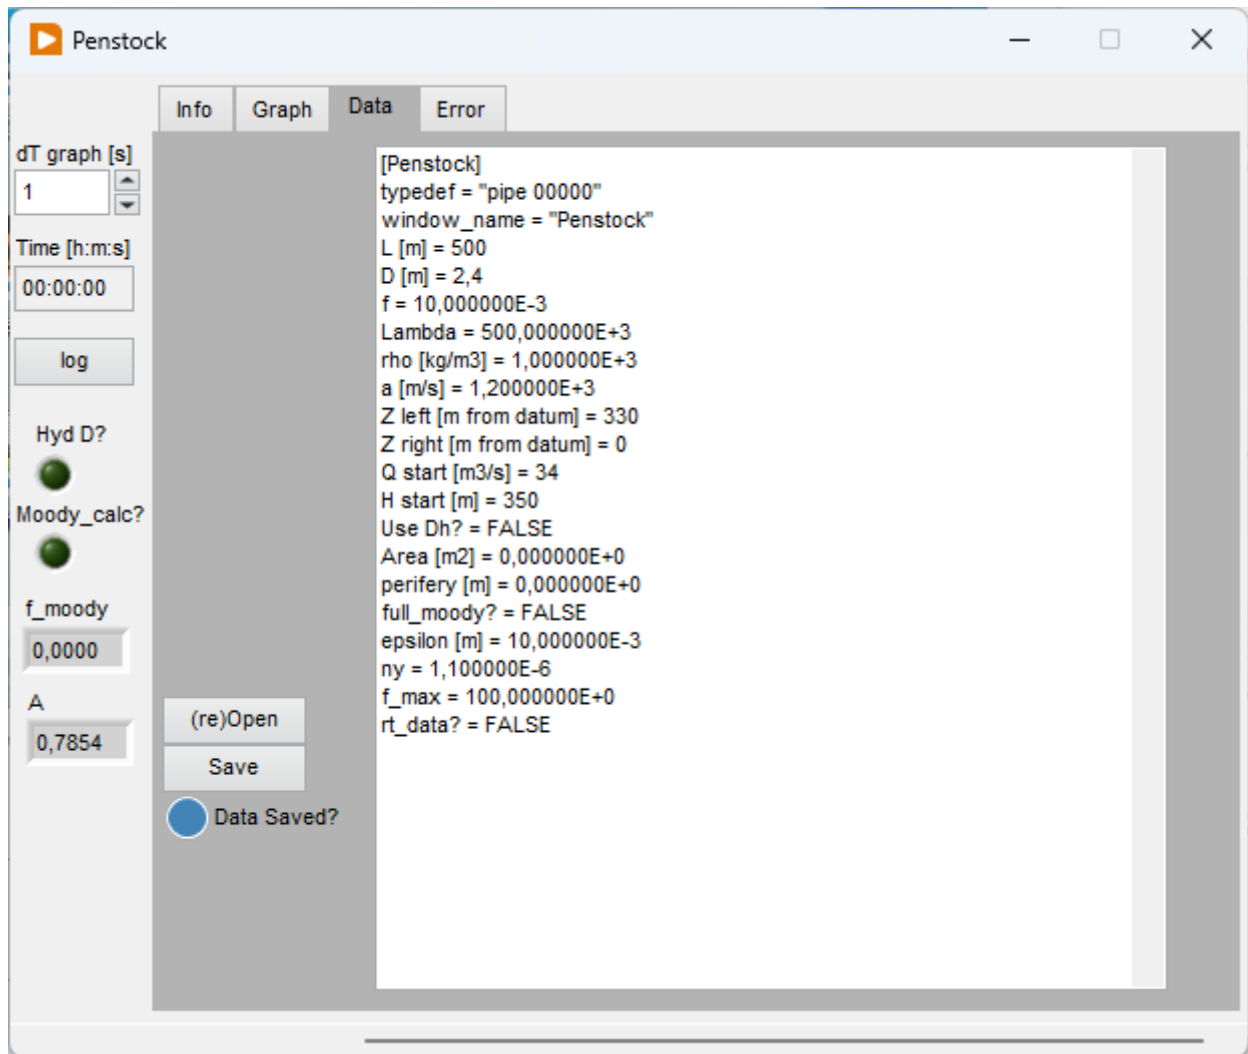 Penstock
Info
Graph
Data
Error
dT graph [s]
1
Time [h:m:s]
00:00:00
log
Hyd D?
Moody_calc?
f_moody
0,0000
A
0,7854
(re)Open
Save
Data Saved?
[Penstock]
typedef = "pipe 00000"
window_name = "Penstock"
L [m] = 500
D [m] = 2,4
f = 10,000000E-3
Lambda = 500,000000E+3
rho [kg/m3] = 1,000000E+3
a [m/s] = 1,200000E+3
Z left [m from datum] = 330
Z right [m from datum] = 0
Q start [m3/s] = 34
H start [m] = 350
Use Dh? = FALSE
Area [m2] = 0,000000E+0
perifery [m] = 0,000000E+0
full_moody? = FALSE
epsilon [m] = 10,000000E-3
ny = 1,100000E-6
f_max = 100,000000E+0
rt_data? = FALSE